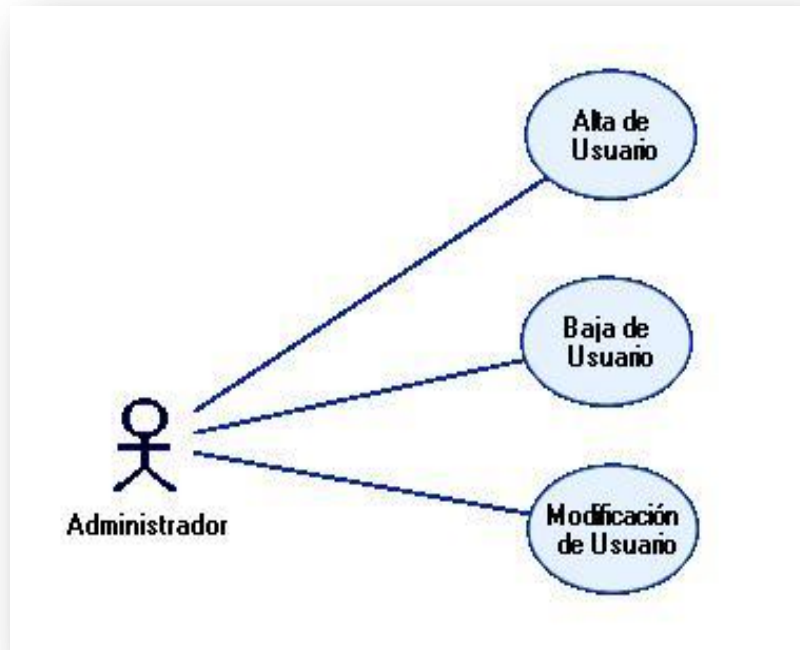 Alta de
Usuario
Baja de
Usuario
Administrador
Modificación
de Usuario